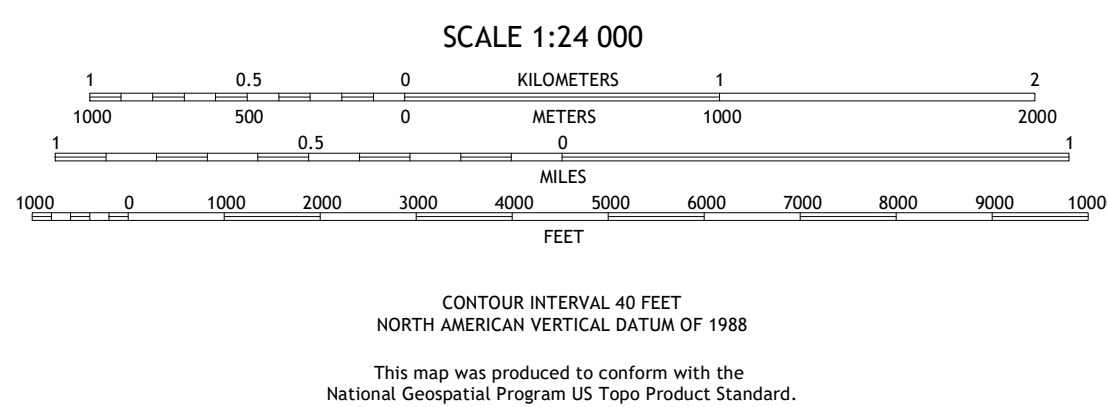 SCALE 1:24 000
1 0.5 0 KILOMETERS 1 2
1000 500 0 METERS 1000 2000
1 0.5 0 1
MILES
1000 0 1000 2000 3000 4000 5000 6000 7000 8000 9000 1000
FEET
CONTOUR INTERVAL 40 FEET
NORTH AMERICAN VERTICAL DATUM OF 1988
This map was produced to conform with the
National Geospatial Program US Topo Product Standard.